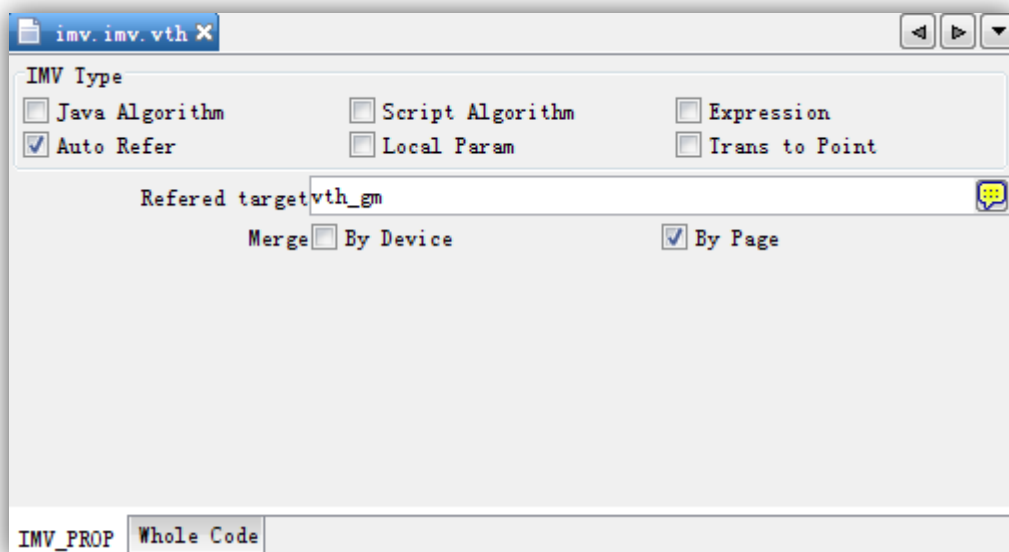 imv.imv.vth
IMV Type
Java Algorithm Script Algorithm Expression
Auto Refer Local Param Trans to Point
Refered target vth_gm
Merge By Device By Page
IMV_PROP Whole Code